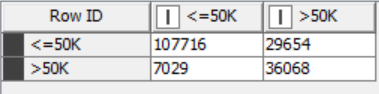 Row ID I <=50K I >50K
<=50K 107716 29654
>50K 7029 36068